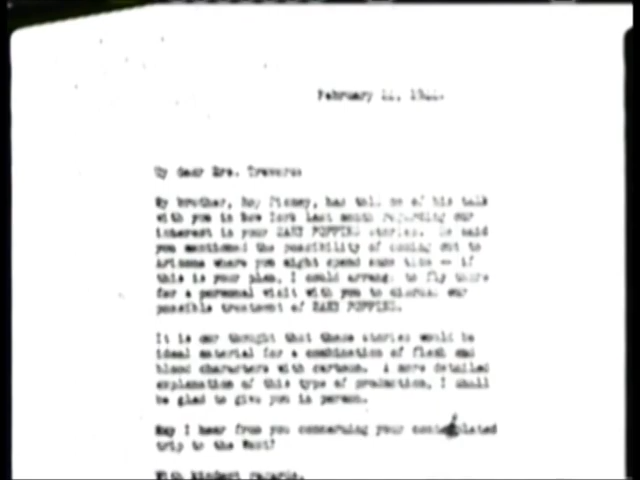 February
My dear Mrs. Travers:
My brother, Roy Disney, has told me of his talk
with you in New York last month regarding our
interest in your MARY POPPINS stories. He said
you mentioned the possibility of coming out to
Arizona where you might spend some time -- if
this is your plan, I could arrange to fly there
for a personal visit with you to discuss our
possible treatment of MARY POPPINS.
It is our thought that these stories would be
ideal material for a combination of flesh and
blood characters with cartoon. A more detailed
explanation of this type of production, I shall
be glad to give you in person.
May I hear from you concerning your contemplated
trip to the West?
With kindest regards,